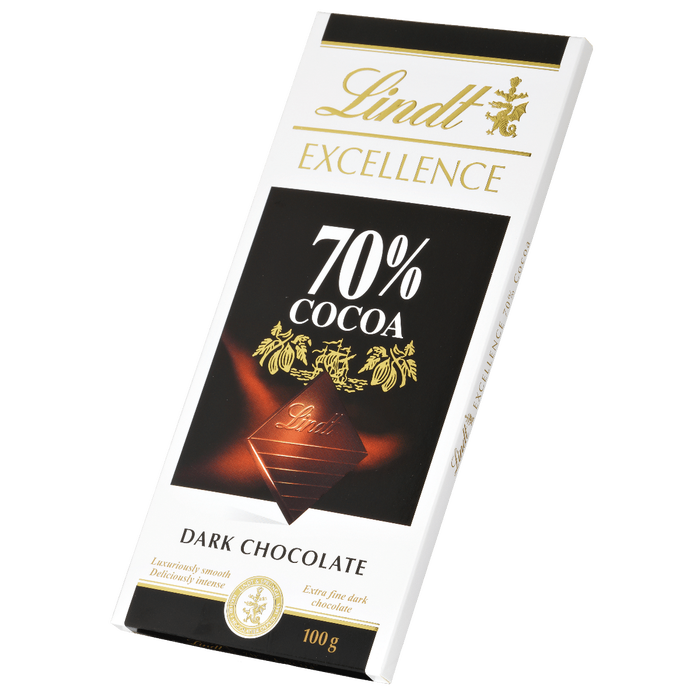 Lindt
EXCELLENCE
70%
COCOA
Lindt
DARK CHOCOLATE
Luxuriously smooth
Deliciously intense
Extra fine dark
chocolate
100 g
Lindt EXCELLENCE 70% Cocoa